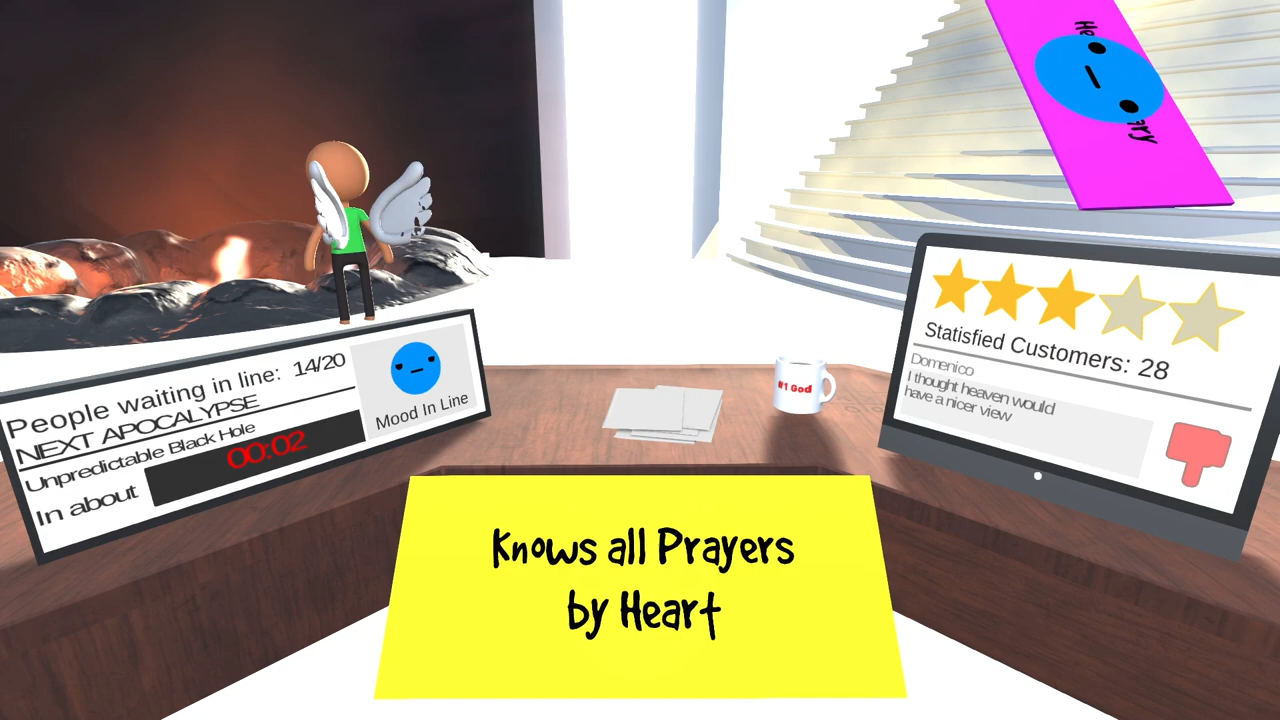 People waiting in line: 14/20
NEXT APOCALYPSE
Unpredictable Black Hole
In about 00:02
Mood In Line
#1 God
Statisfied Customers: 28
Domenico
I thought heaven would
have a nicer view
Knows all Prayers
by Heart